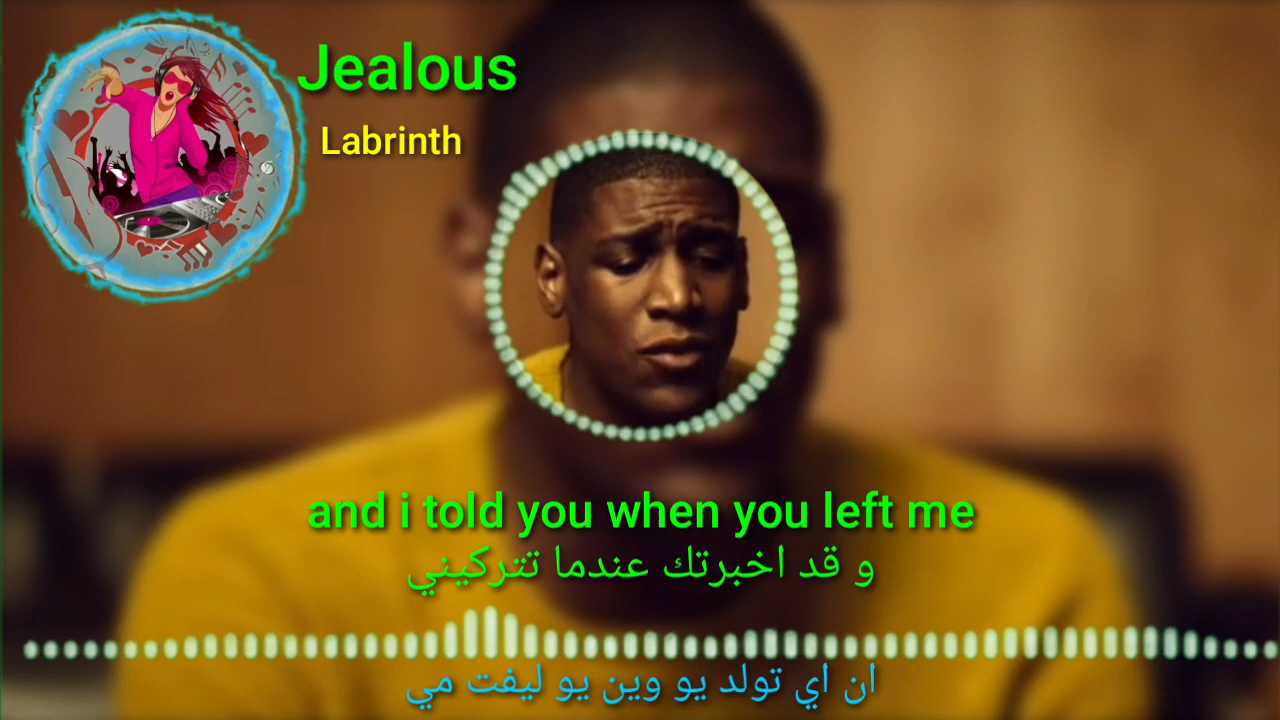 Jealous
Labrinth
and i told you when you left me
و قد اخبرتك عندما تتركيني
ان اي تولد يو وين يو ليفت مي